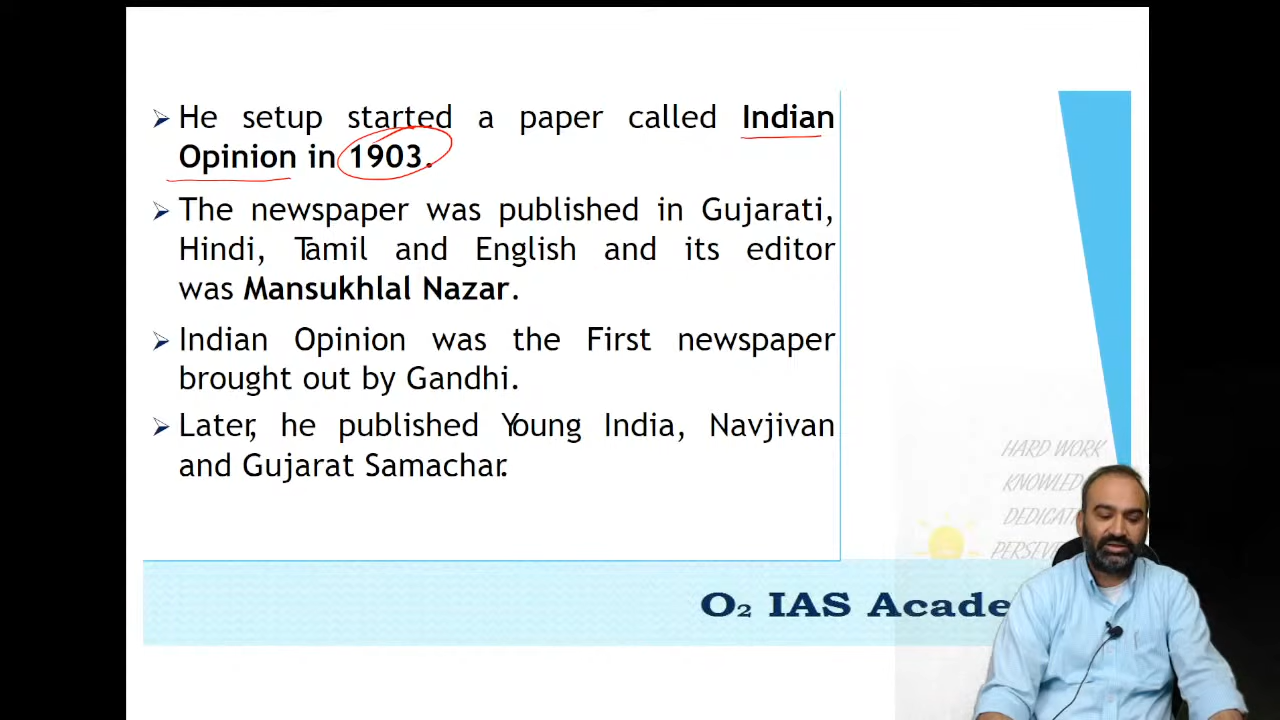 He setup started a paper called Indian
Opinion in 1903.
The newspaper was published in Gujarati,
Hindi, Tamil and English and its editor
was Mansukhlal Nazar.
Indian Opinion was the First newspaper
brought out by Gandhi.
Later, he published Young India, Navjivan
and Gujarat Samachar.
HARD WORK
O₂ IAS